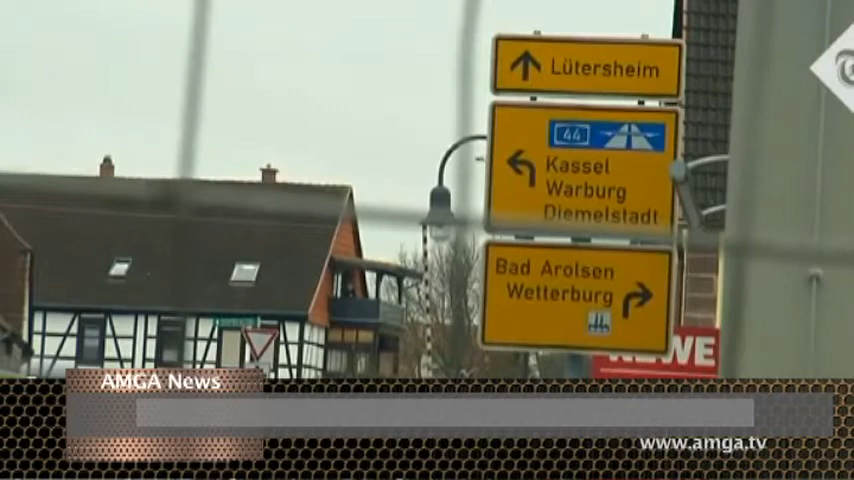 Lütersheim
44
Kassel
Warburg
Diemelstadt
Bad Arolsen
Wetterburg
REWE
AMGA News
www.amga.tv